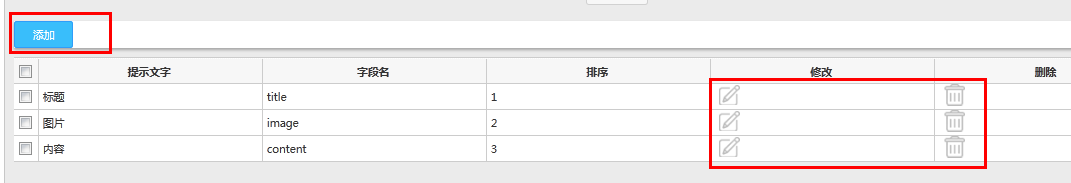 添加
提示文字 字段名 排序 修改 删除
标题 title 1
图片 image 2
内容 content 3